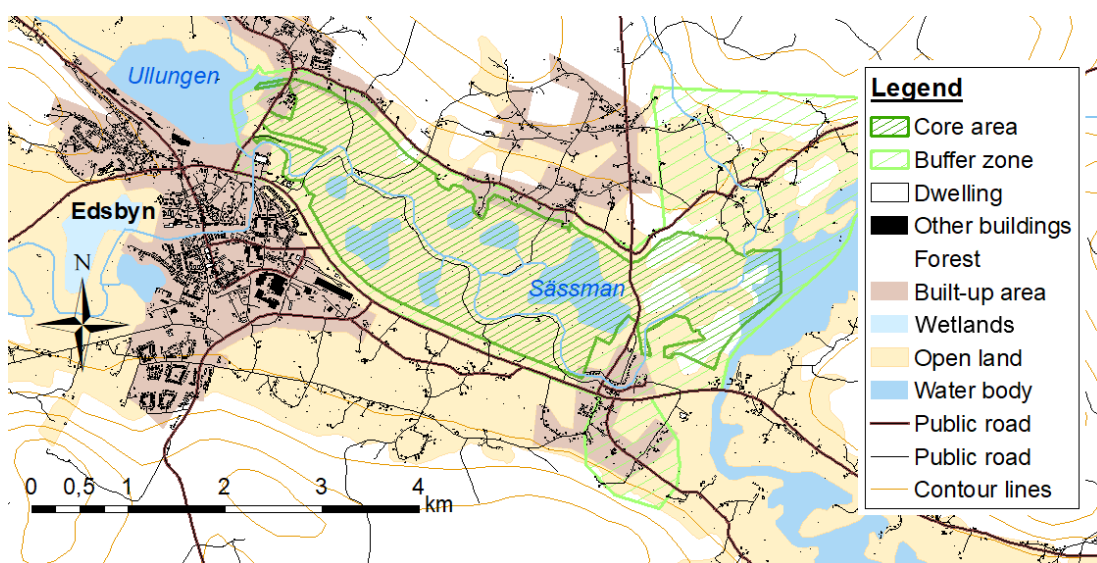 Ullungen
Edsbyn
N
Sässman
0 0,5 1 2 3 4
km
Legend
Core area
Buffer zone
Dwelling
Other buildings
Forest
Built-up area
Wetlands
Open land
Water body
Public road
Public road
Contour lines